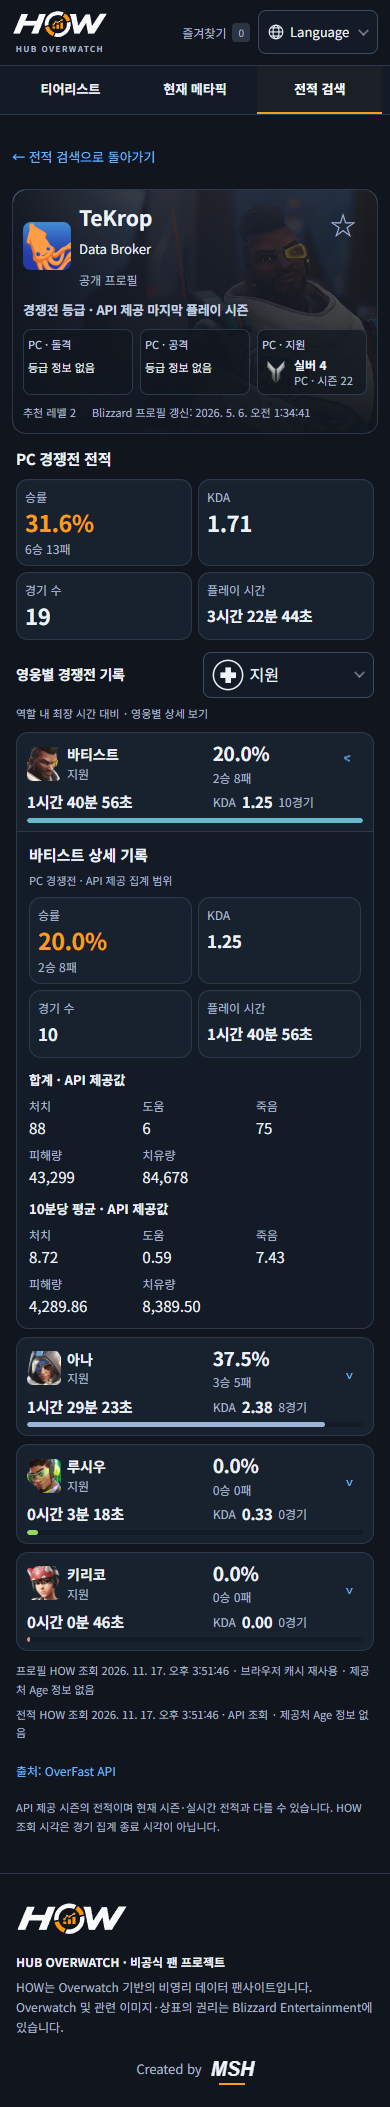 HOW
HUB OVERWATCH
즐겨찾기 0
Language
티어리스트 현재 메타픽 전적 검색
← 전적 검색으로 돌아가기
TeKrop
Data Broker
공개 프로필
경쟁전 등급 · API 제공 마지막 플레이 시즌
PC · 돌격 PC · 공격 PC · 지원
등급 정보 없음 등급 정보 없음 실버 4
PC · 시즌 22
추천 레벨 2 Blizzard 프로필 갱신: 2026. 5. 6. 오전 1:34:41
PC 경쟁전 전적
승률 KDA
31.6% 1.71
6승 13패
경기 수 플레이 시간
19 3시간 22분 44초
영웅별 경쟁전 기록 지원
역할 내 최장 시간 대비 · 영웅별 상세 보기
바티스트 20.0%
지원 2승 8패
1시간 40분 56초 KDA 1.25 10경기
바티스트 상세 기록
PC 경쟁전 · API 제공 집계 범위
승률 KDA
20.0% 1.25
2승 8패
경기 수 플레이 시간
10 1시간 40분 56초
합계 · API 제공값
처치 도움 죽음
88 6 75
피해량 치유량
43,299 84,678
10분당 평균 · API 제공값
처치 도움 죽음
8.72 0.59 7.43
피해량 치유량
4,289.86 8,389.50
아나 37.5%
지원 3승 5패
1시간 29분 23초 KDA 2.38 8경기
루시우 0.0%
지원 0승 0패
0시간 3분 18초 KDA 0.33 0경기
키리코 0.0%
지원 0승 0패
0시간 0분 46초 KDA 0.00 0경기
프로필 HOW 조회 2026. 11. 17. 오후 3:51:46 · 브라우저 캐시 재사용 · 제공
처 Age 정보 없음
전적 HOW 조회 2026. 11. 17. 오후 3:51:46 · API 조회 · 제공처 Age 정보 없
음
출처: OverFast API
API 제공 시즌의 전적이며 현재 시즌·실시간 전적과 다를 수 있습니다. HOW
조회 시각은 경기 집계 종료 시각이 아닙니다.
HOW
HUB OVERWATCH · 비공식 팬 프로젝트
HOW는 Overwatch 기반의 비영리 데이터 팬사이트입니다.
Overwatch 및 관련 이미지·상표의 권리는 Blizzard Entertainment에
있습니다.
Created by MSH